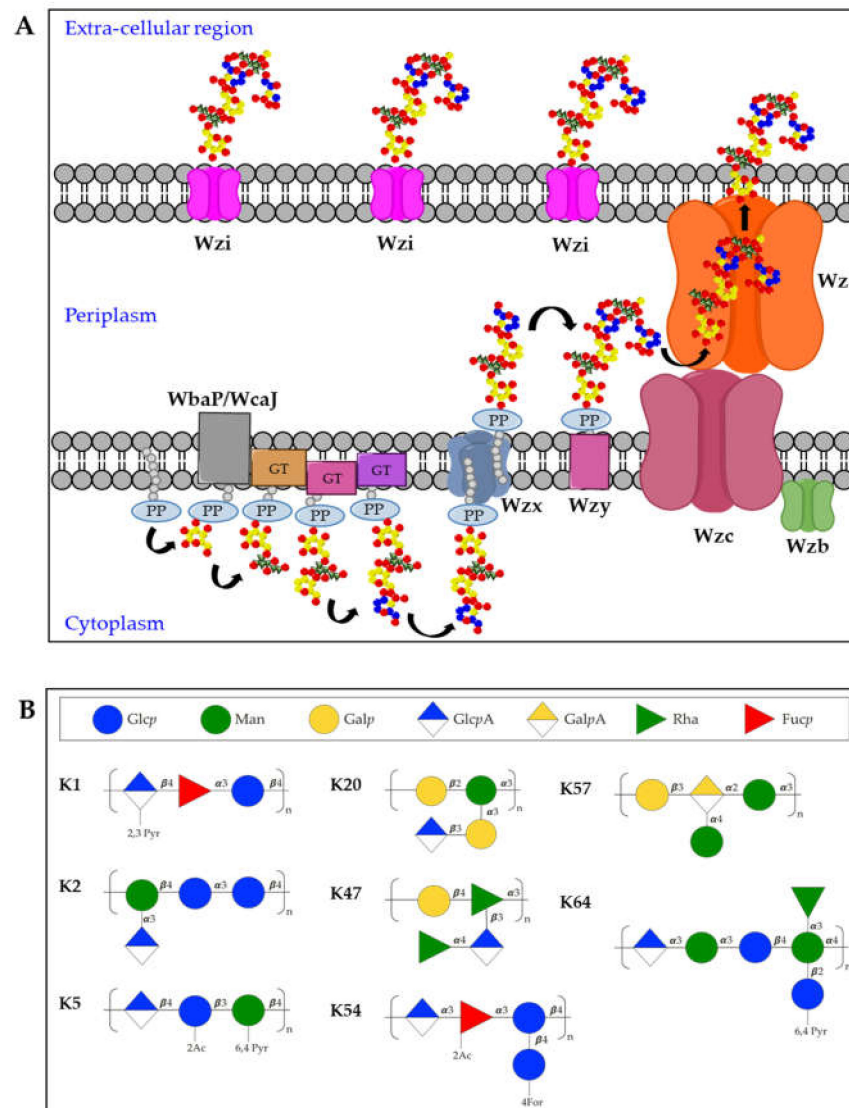 A
Extra-cellular region
Wzi Wzi Wzi
Wz
Periplasm
WbaP/WcaJ
PP PP
GT GT GT
PP PP PP PP PP PP
Wzx Wzy
Wzc
Wzb
Cytoplasm
B
Glcp Man Galp GlcpA GalpA Rha Fucp
K1
β4 α3 β4
n
2,3 Pyr
K20
β2
α3
β3
n
K57
β3 α2 α3
n
α4
K2
β4 α3 β4
n
α3
K47
β4 α3
n
β3
α4
K64
α3
α3 α3 β4 α4
n
β2
6,4 Pyr
K5
β4 β3 β4
n
2Ac 6,4 Pyr
K54
α3 α3 β4
n
2Ac
β4
4For